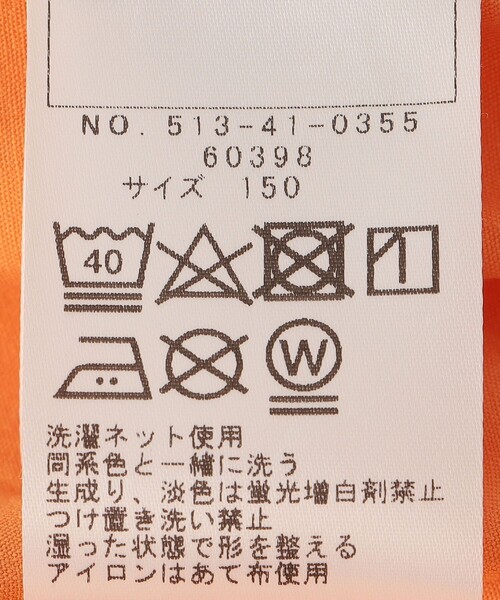 NO. 513-41-0355
60398
サイズ 150
40
W
洗濯ネット使用
同系色と一緒に洗う
生成り、淡色は蛍光増白剤禁止
つけ置き洗い禁止
湿った状態で形を整える
アイロンはあて布使用